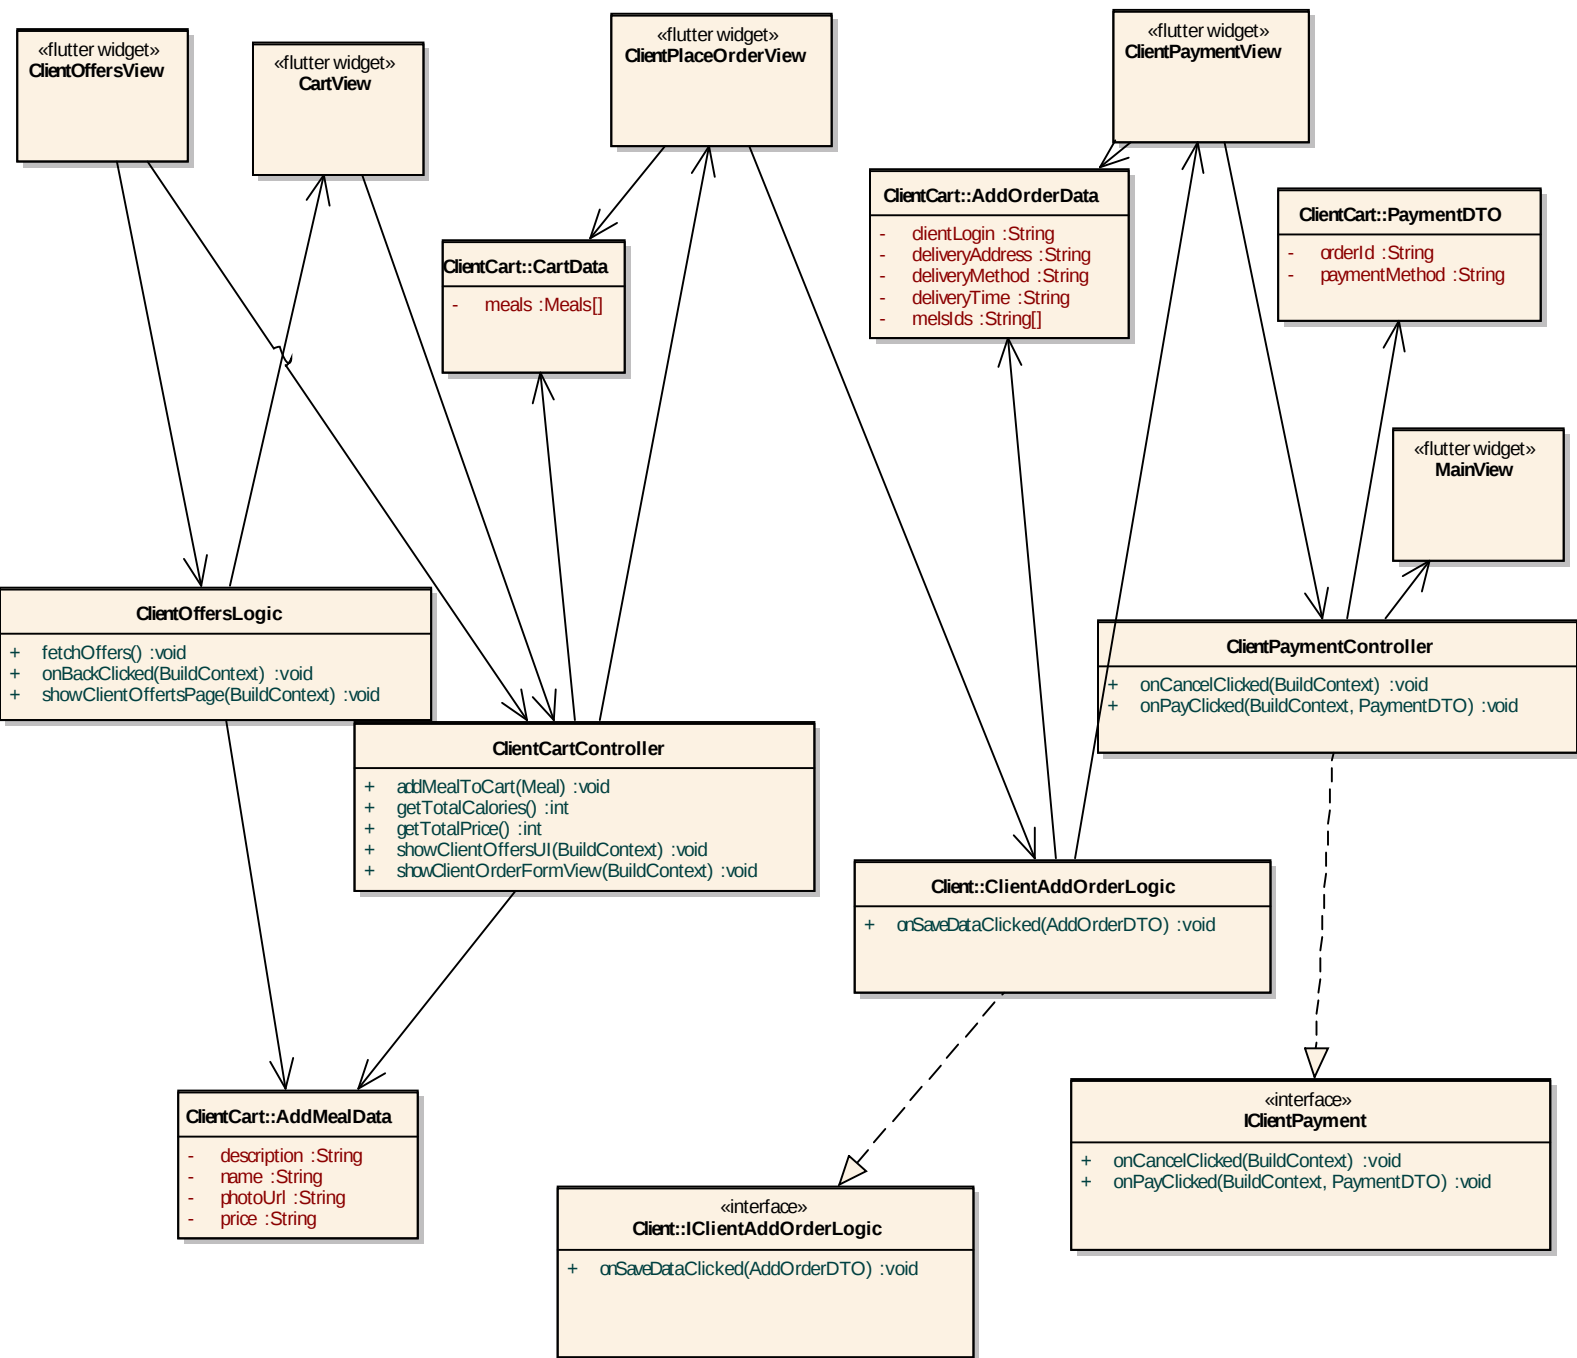 «flutter widget»
ClientOffersView
«flutter widget»
CartView
«flutter widget»
ClientPlaceOrderView
«flutter widget»
ClientPaymentView
ClientCart::AddOrderData
- clientLogin :String
- deliveryAddress :String
- deliveryMethod :String
- deliveryTime :String
- melsIds :String[]
ClientCart::PaymentDTO
- orderId :String
- paymentMethod :String
ClientCart::CartData
- meals :Meals[]
«flutter widget»
MainView
ClientOffersLogic
+ fetchOffers() :void
+ onBackClicked(BuildContext) :void
+ showClientOffertsPage(BuildContext) :void
ClientPaymentController
+ onCancelClicked(BuildContext) :void
+ onPayClicked(BuildContext, PaymentDTO) :void
ClientCartController
+ addMealToCart(Meal) :void
+ getTotalCalories() :int
+ getTotalPrice() :int
+ showClientOffersUI(BuildContext) :void
+ showClientOrderFormView(BuildContext) :void
Client::ClientAddOrderLogic
+ onSaveDataClicked(AddOrderDTO) :void
ClientCart::AddMealData
- description :String
- name :String
- photoUrl :String
- price :String
«interface»
IClientPayment
+ onCancelClicked(BuildContext) :void
+ onPayClicked(BuildContext, PaymentDTO) :void
«interface»
Client::IClientAddOrderLogic
+ onSaveDataClicked(AddOrderDTO) :void